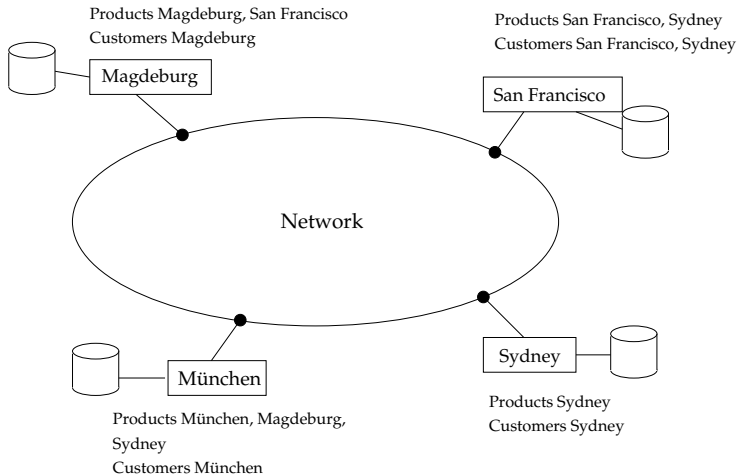 Products Magdeburg, San Francisco
Customers Magdeburg
Magdeburg
Products San Francisco, Sydney
Customers San Francisco, Sydney
San Francisco
Network
München
Products München, Magdeburg,
Sydney
Customers München
Sydney
Products Sydney
Customers Sydney